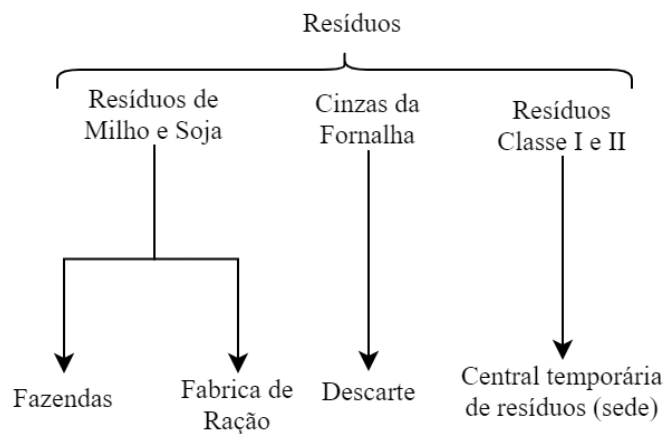 Resíduos
Resíduos de
Milho e Soja
Cinzas da
Fornalha
Resíduos
Classe I e II
Fazendas
Fabrica de
Ração
Descarte
Central temporária
de resíduos (sede)